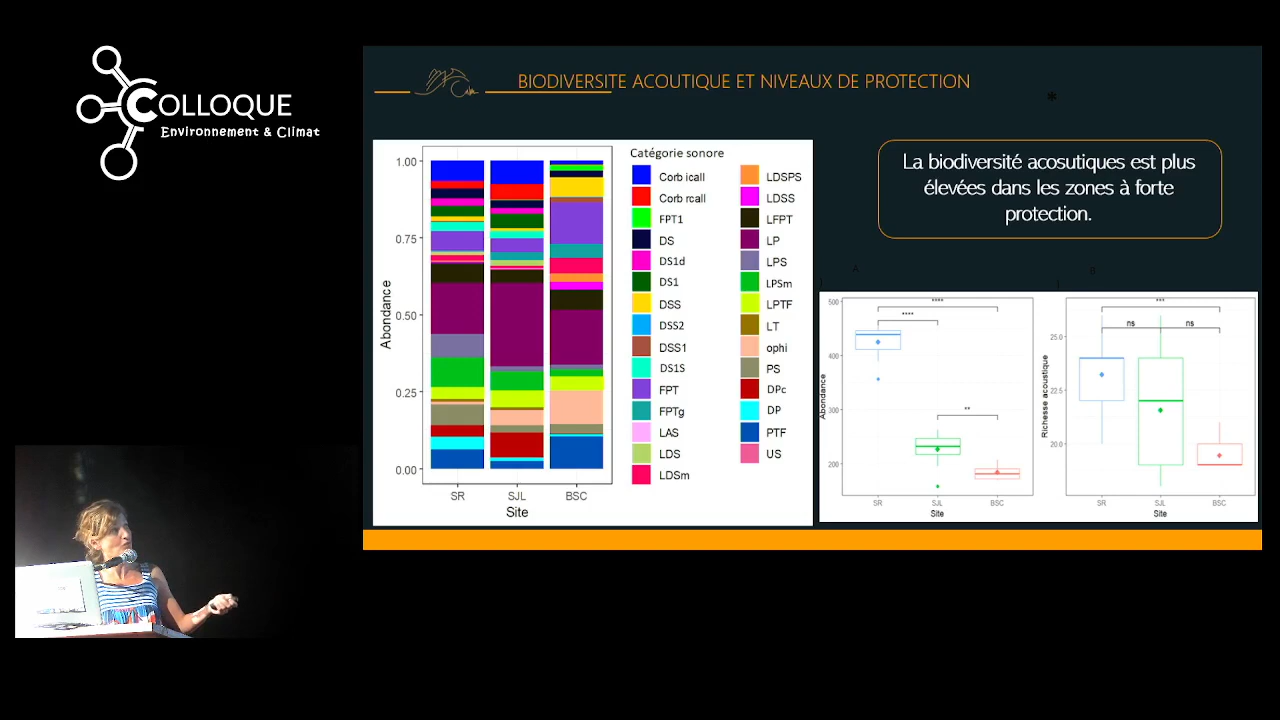 COLLOQUE
Environnement & Climat
BIODIVERSITE ACOUTIQUE ET NIVEAUX DE PROTECTION
*
La biodiversité acosutiques est plus
élevées dans les zones à forte
protection.
Abondance
1.00
0.75
0.50
0.25
0.00
SR
SJL
BSC
Site
Catégorie sonore
Corb icall
Corb rcall
FPT1
DS
DS1d
DS1
DSS
DSS2
DSS1
DS1S
FPT
FPTg
LAS
LDS
LDSm
LDSPS
LDSS
LFPT
LP
LPS
LPSm
LPTF
LT
ophi
PS
DPc
DP
PTF
US
A
Abondance
500
400
300
200
****
****
**
SR
SJL
BSC
Site
B
Richesse acoustique
25.0
22.5
20.0
***
ns
ns
SR
SJL
BSC
Site